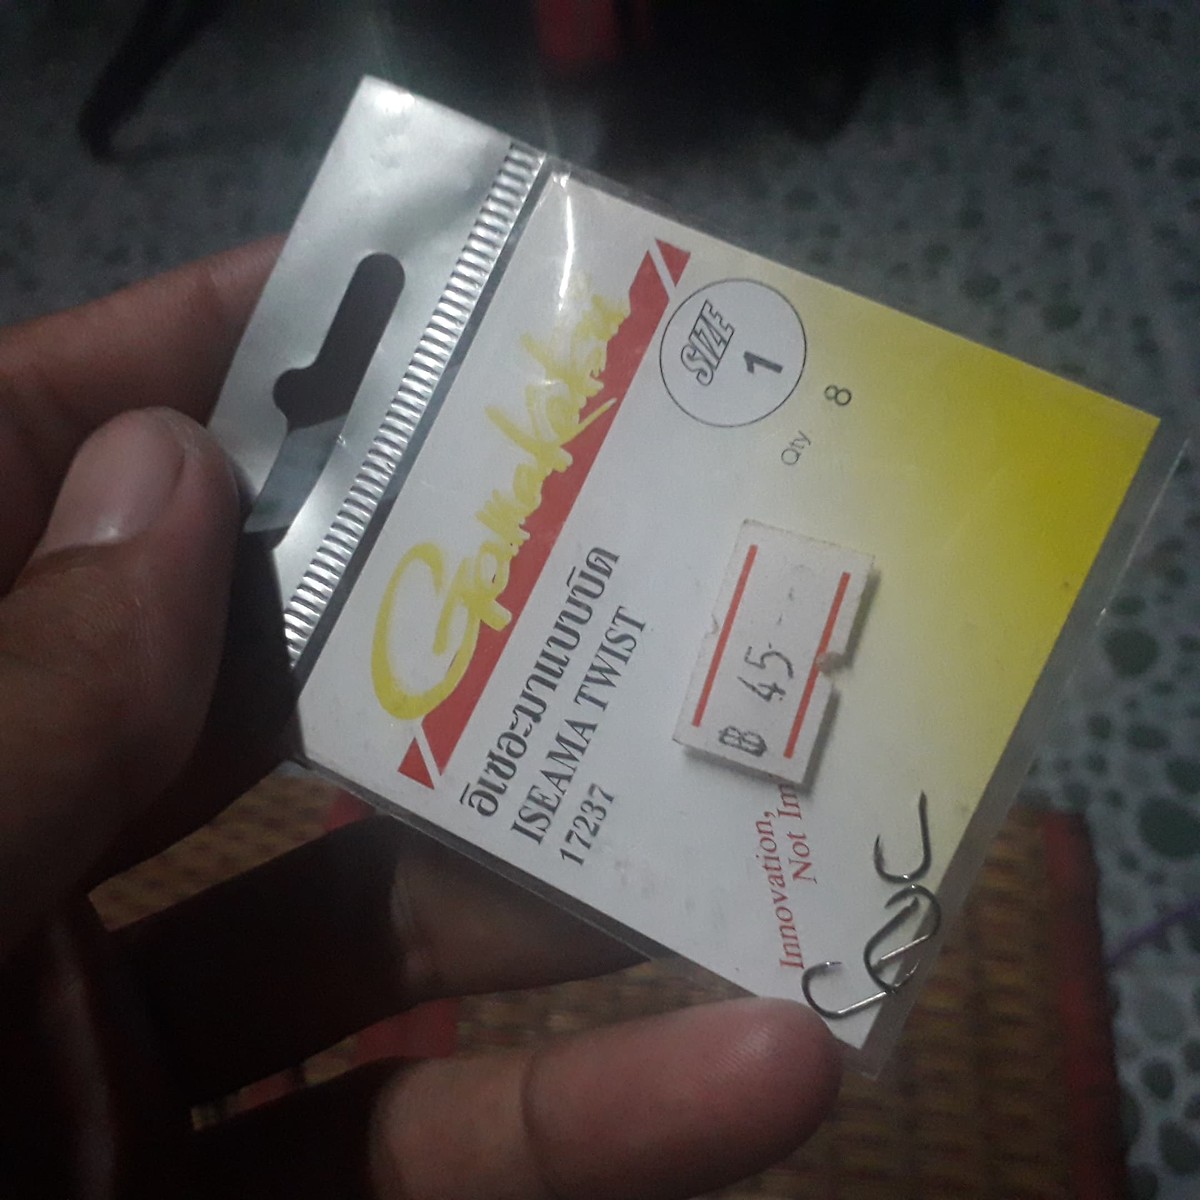 Gamakatsu
SIZE
1
Qty 8
อิเซอะมาแบบบิด
ISEAMA TWIST
17237
฿ 45
Innovation,
Not Im